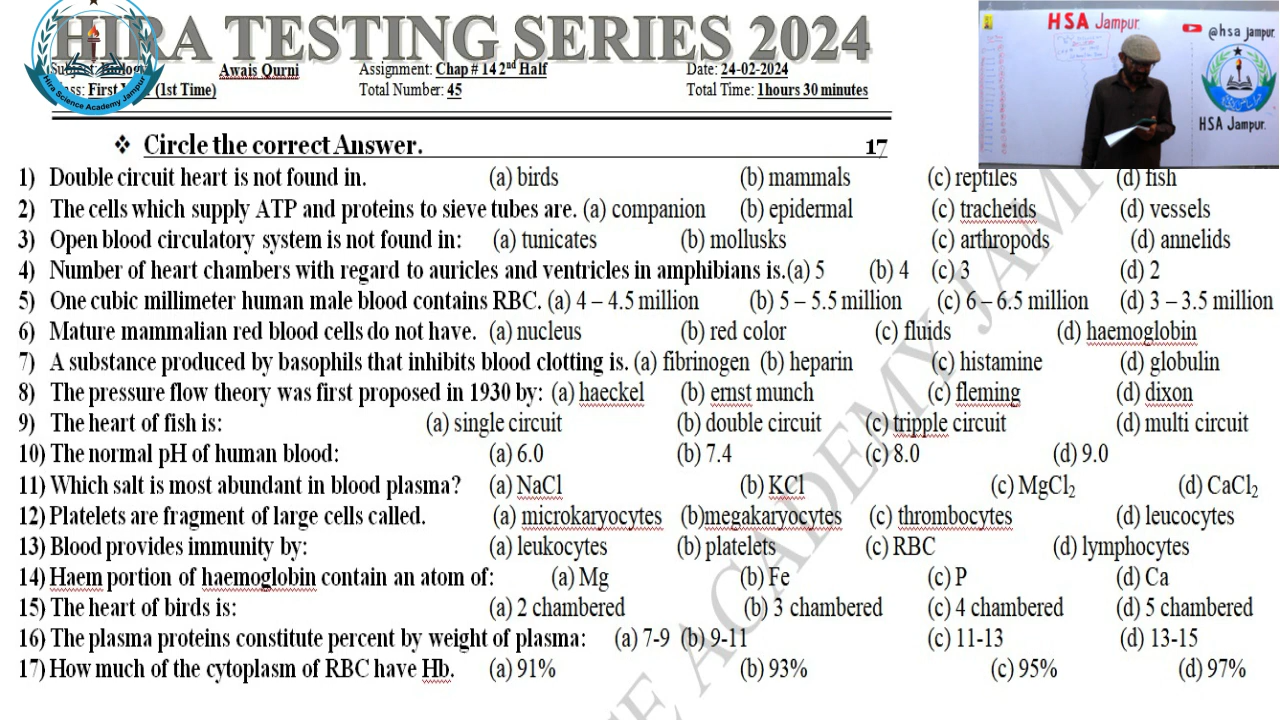 HIRA TESTING SERIES 2024
Subject: Biology Awais Qurni Assignment: Chap # 14 2nd Half Date: 24-02-2024
First (1st Time) Total Number: 45 Total Time: 1hours 30 minutes
Hira Science Academy Jampur
HSA Jampur.
@hsa jampur
HSA Jampur.
❖ Circle the correct Answer. 17
1) Double circuit heart is not found in. (a) birds (b) mammals (c) reptiles (d) fish
2) The cells which supply ATP and proteins to sieve tubes are. (a) companion (b) epidermal (c) tracheids (d) vessels
3) Open blood circulatory system is not found in: (a) tunicates (b) mollusks (c) arthropods (d) annelids
4) Number of heart chambers with regard to auricles and ventricles in amphibians is.(a) 5 (b) 4 (c) 3 (d) 2
5) One cubic millimeter human male blood contains RBC. (a) 4 – 4.5 million (b) 5 – 5.5 million (c) 6 – 6.5 million (d) 3 – 3.5 million
6) Mature mammalian red blood cells do not have. (a) nucleus (b) red color (c) fluids (d) haemoglobin
7) A substance produced by basophils that inhibits blood clotting is. (a) fibrinogen (b) heparin (c) histamine (d) globulin
8) The pressure flow theory was first proposed in 1930 by: (a) haeckel (b) ernst munch (c) fleming (d) dixon
9) The heart of fish is: (a) single circuit (b) double circuit (c) tripple circuit (d) multi circuit
10) The normal pH of human blood: (a) 6.0 (b) 7.4 (c) 8.0 (d) 9.0
11) Which salt is most abundant in blood plasma? (a) NaCl (b) KCl (c) MgCl₂ (d) CaCl₂
12) Platelets are fragment of large cells called. (a) microkaryocytes (b)megakaryocytes (c) thrombocytes (d) leucocytes
13) Blood provides immunity by: (a) leukocytes (b) platelets (c) RBC (d) lymphocytes
14) Haem portion of haemoglobin contain an atom of: (a) Mg (b) Fe (c) P (d) Ca
15) The heart of birds is: (a) 2 chambered (b) 3 chambered (c) 4 chambered (d) 5 chambered
16) The plasma proteins constitute percent by weight of plasma: (a) 7-9 (b) 9-11 (c) 11-13 (d) 13-15
17) How much of the cytoplasm of RBC have Hb. (a) 91% (b) 93% (c) 95% (d) 97%
ACADEMY JAM